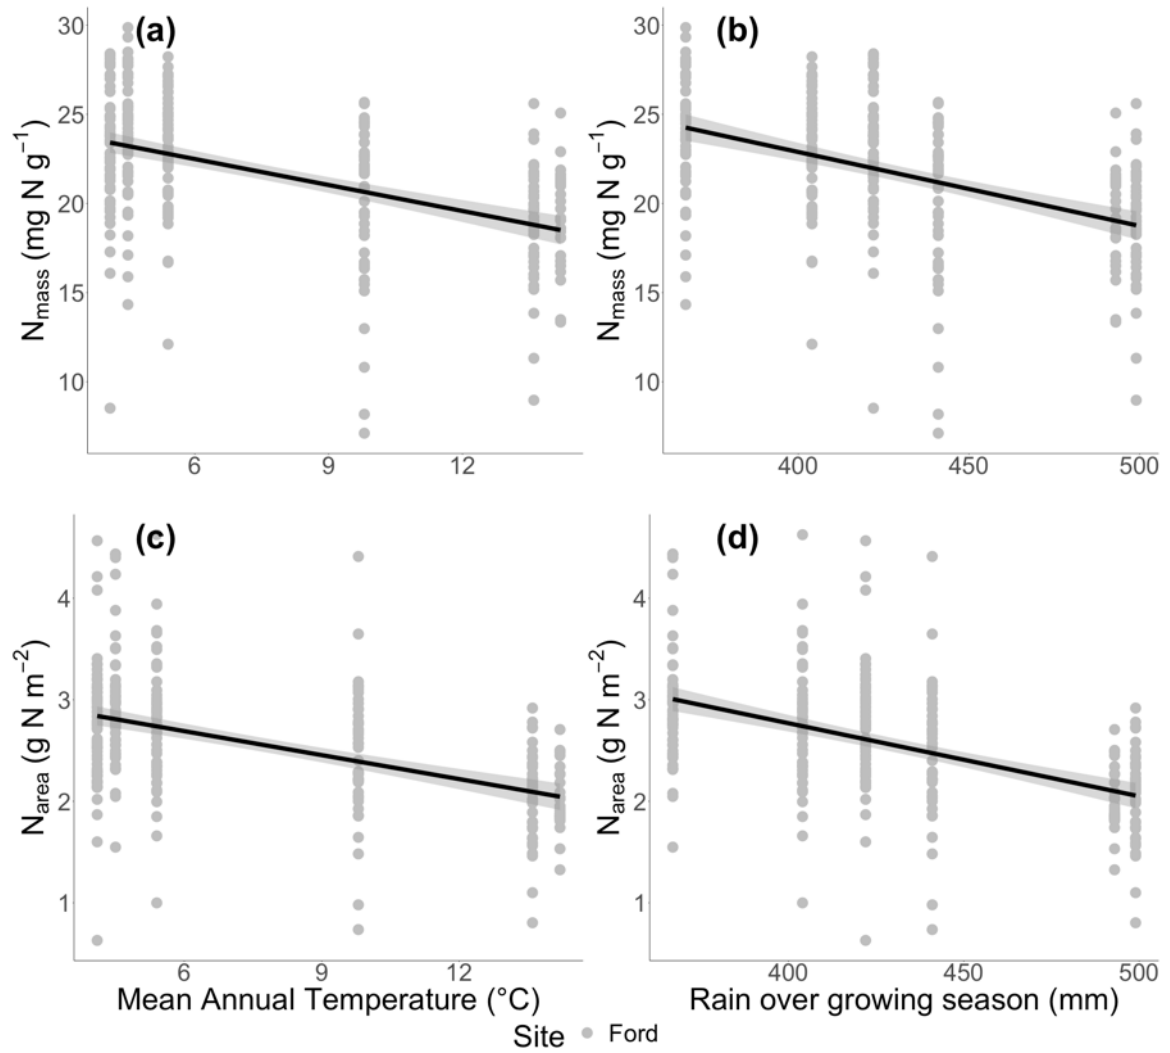 (a)
30
25
20
15
10
N_mass (mg N g⁻¹)
6 9 12
(b)
30
25
20
15
10
N_mass (mg N g⁻¹)
400 450 500
(c)
4
3
2
1
N_area (g N m⁻²)
6 9 12
Mean Annual Temperature (°C)
(d)
4
3
2
1
N_area (g N m⁻²)
400 450 500
Rain over growing season (mm)
Site Ford